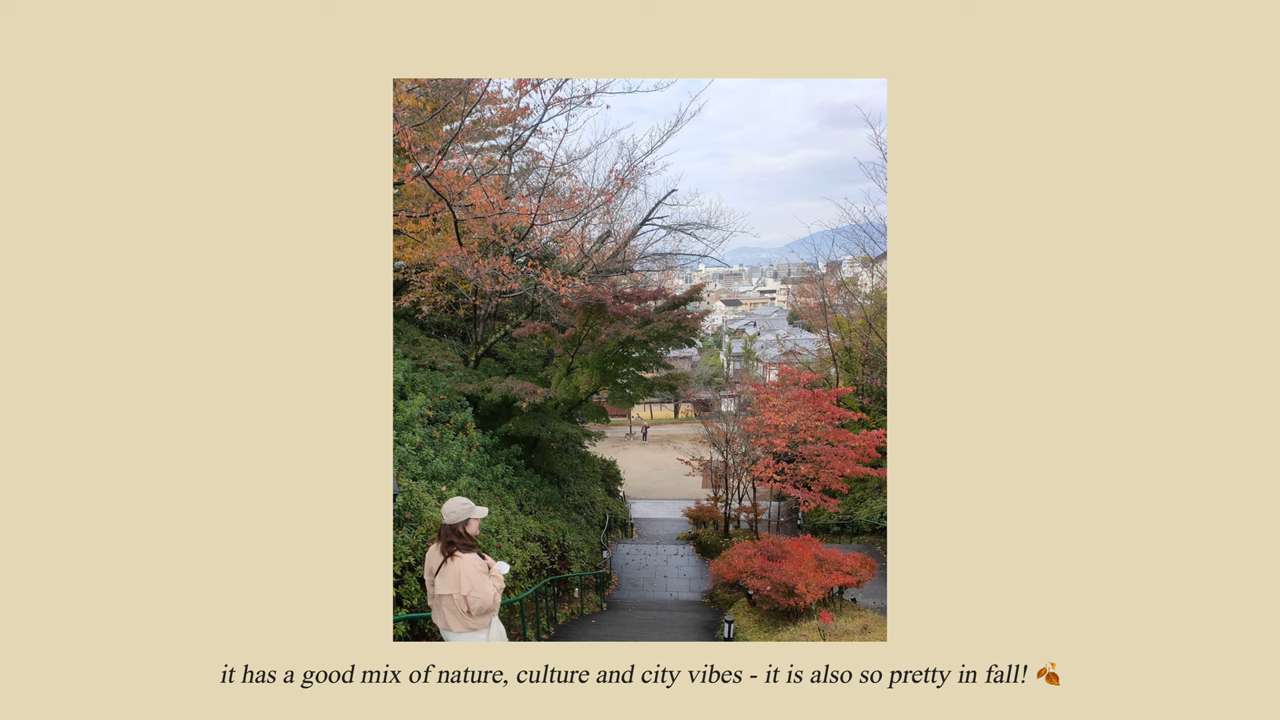 it has a good mix of nature, culture and city vibes - it is also so pretty in fall! 🍂